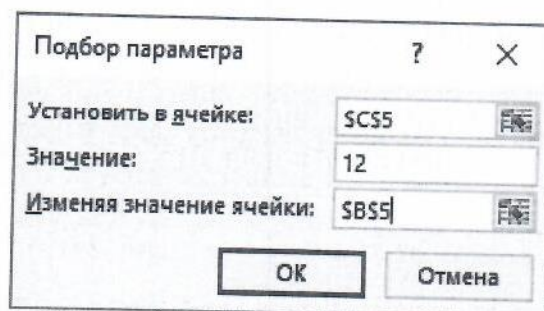 Подбор параметра ? ×
Установить в ячейке: $C$5
Значение: 12
Изменяя значение ячейки: $B$5
ОК Отмена